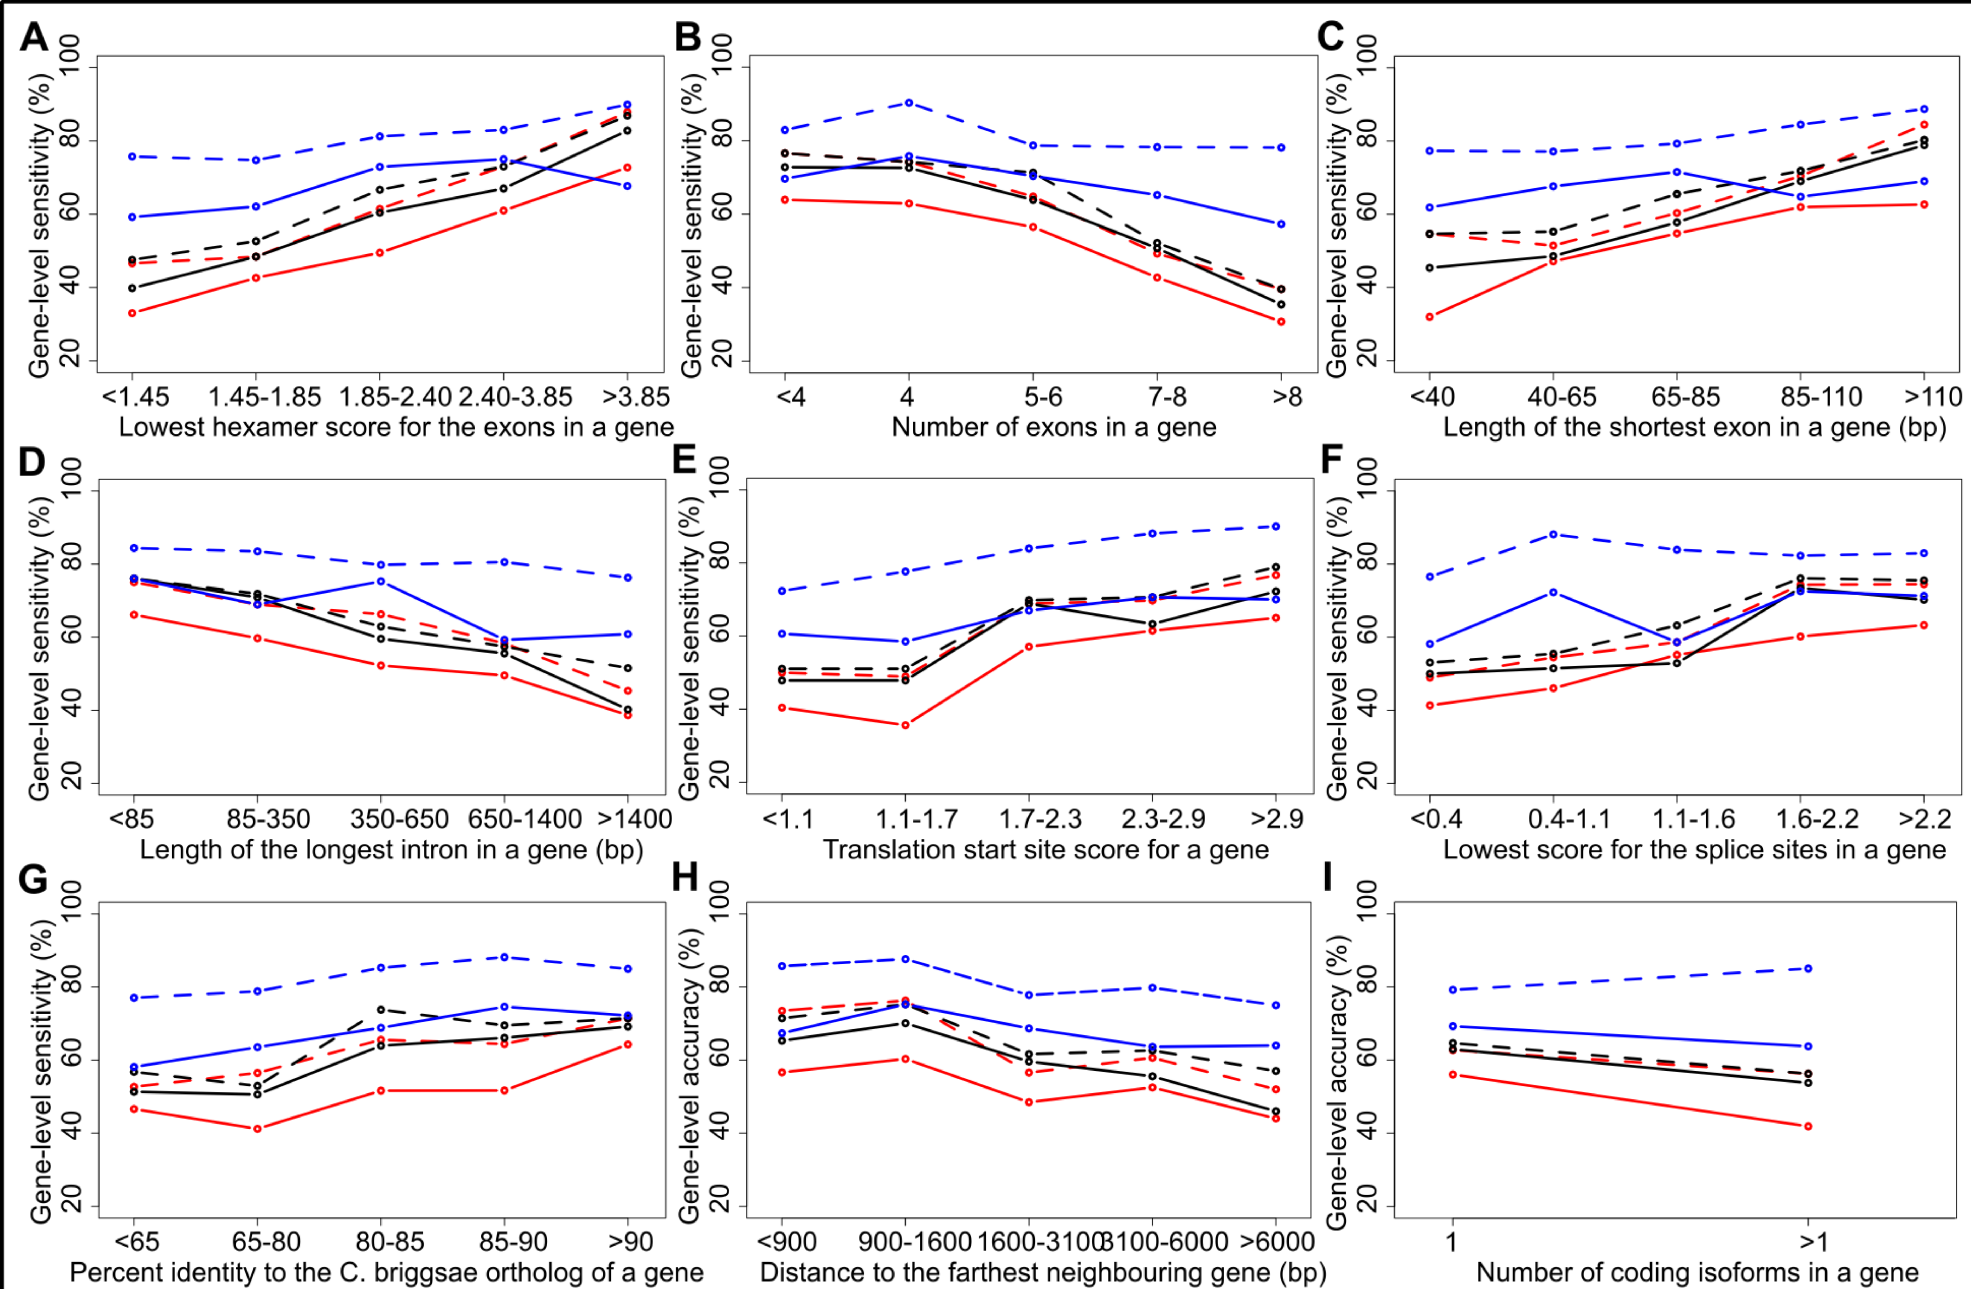 A
Gene-level sensitivity (%)
20 40 60 80 100
<1.45 1.45-1.85 1.85-2.40 2.40-3.85 >3.85
Lowest hexamer score for the exons in a gene
B
Gene-level sensitivity (%)
20 40 60 80 100
<4 4 5-6 7-8 >8
Number of exons in a gene
C
Gene-level sensitivity (%)
20 40 60 80 100
<40 40-65 65-85 85-110 >110
Length of the shortest exon in a gene (bp)
D
Gene-level sensitivity (%)
20 40 60 80 100
<85 85-350 350-650 650-1400 >1400
Length of the longest intron in a gene (bp)
E
Gene-level sensitivity (%)
20 40 60 80 100
<1.1 1.1-1.7 1.7-2.3 2.3-2.9 >2.9
Translation start site score for a gene
F
Gene-level sensitivity (%)
20 40 60 80 100
<0.4 0.4-1.1 1.1-1.6 1.6-2.2 >2.2
Lowest score for the splice sites in a gene
G
Gene-level sensitivity (%)
20 40 60 80 100
<65 65-80 80-85 85-90 >90
Percent identity to the C. briggsae ortholog of a gene
H
Gene-level accuracy (%)
20 40 60 80 100
<900 900-1600 1600-3100 3100-6000 >6000
Distance to the farthest neighbouring gene (bp)
I
Gene-level accuracy (%)
20 40 60 80 100
1 >1
Number of coding isoforms in a gene